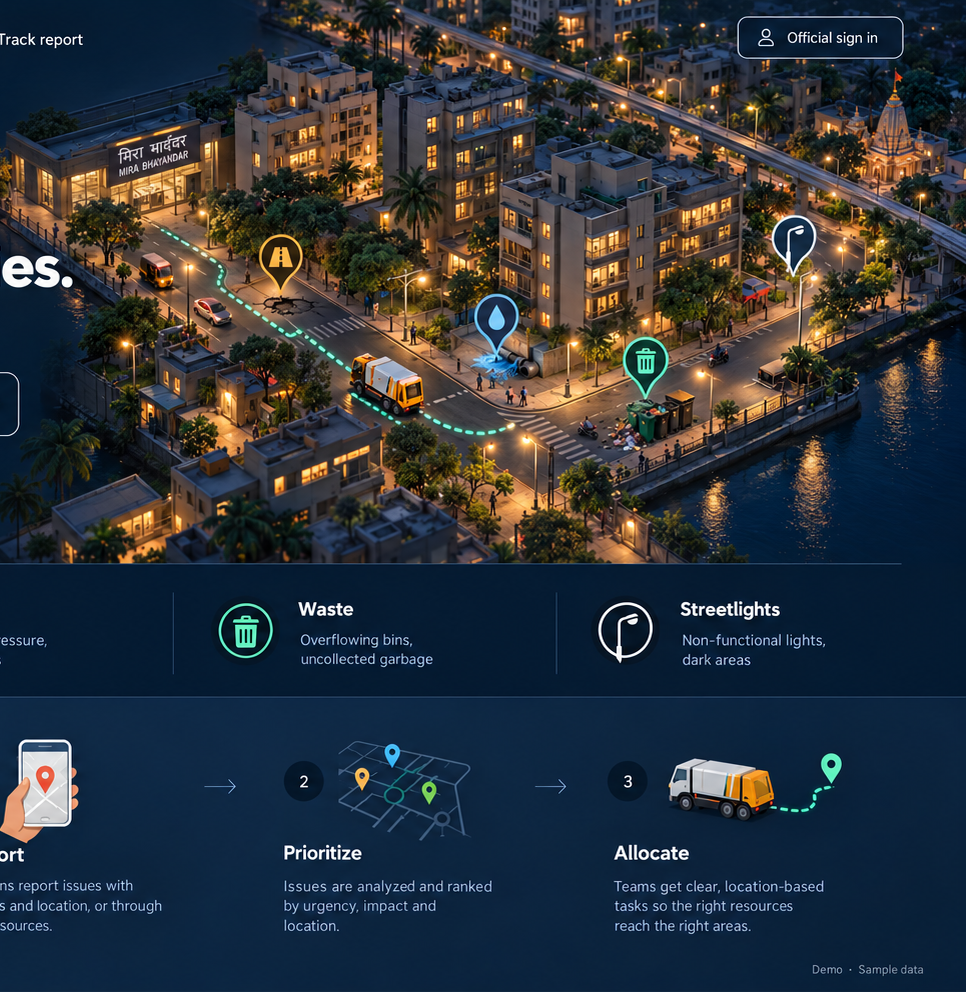 Track report
Official sign in
मिरा मार्दर
MIRA BHAYANDAR
es.
ressure,
s
Waste
Overflowing bins,
uncollected garbage
Streetlights
Non-functional lights,
dark areas
ort
ns report issues with
s and location, or through
sources.
2
Prioritize
Issues are analyzed and ranked
by urgency, impact and
location.
3
Allocate
Teams get clear, location-based
tasks so the right resources
reach the right areas.
Demo · Sample data